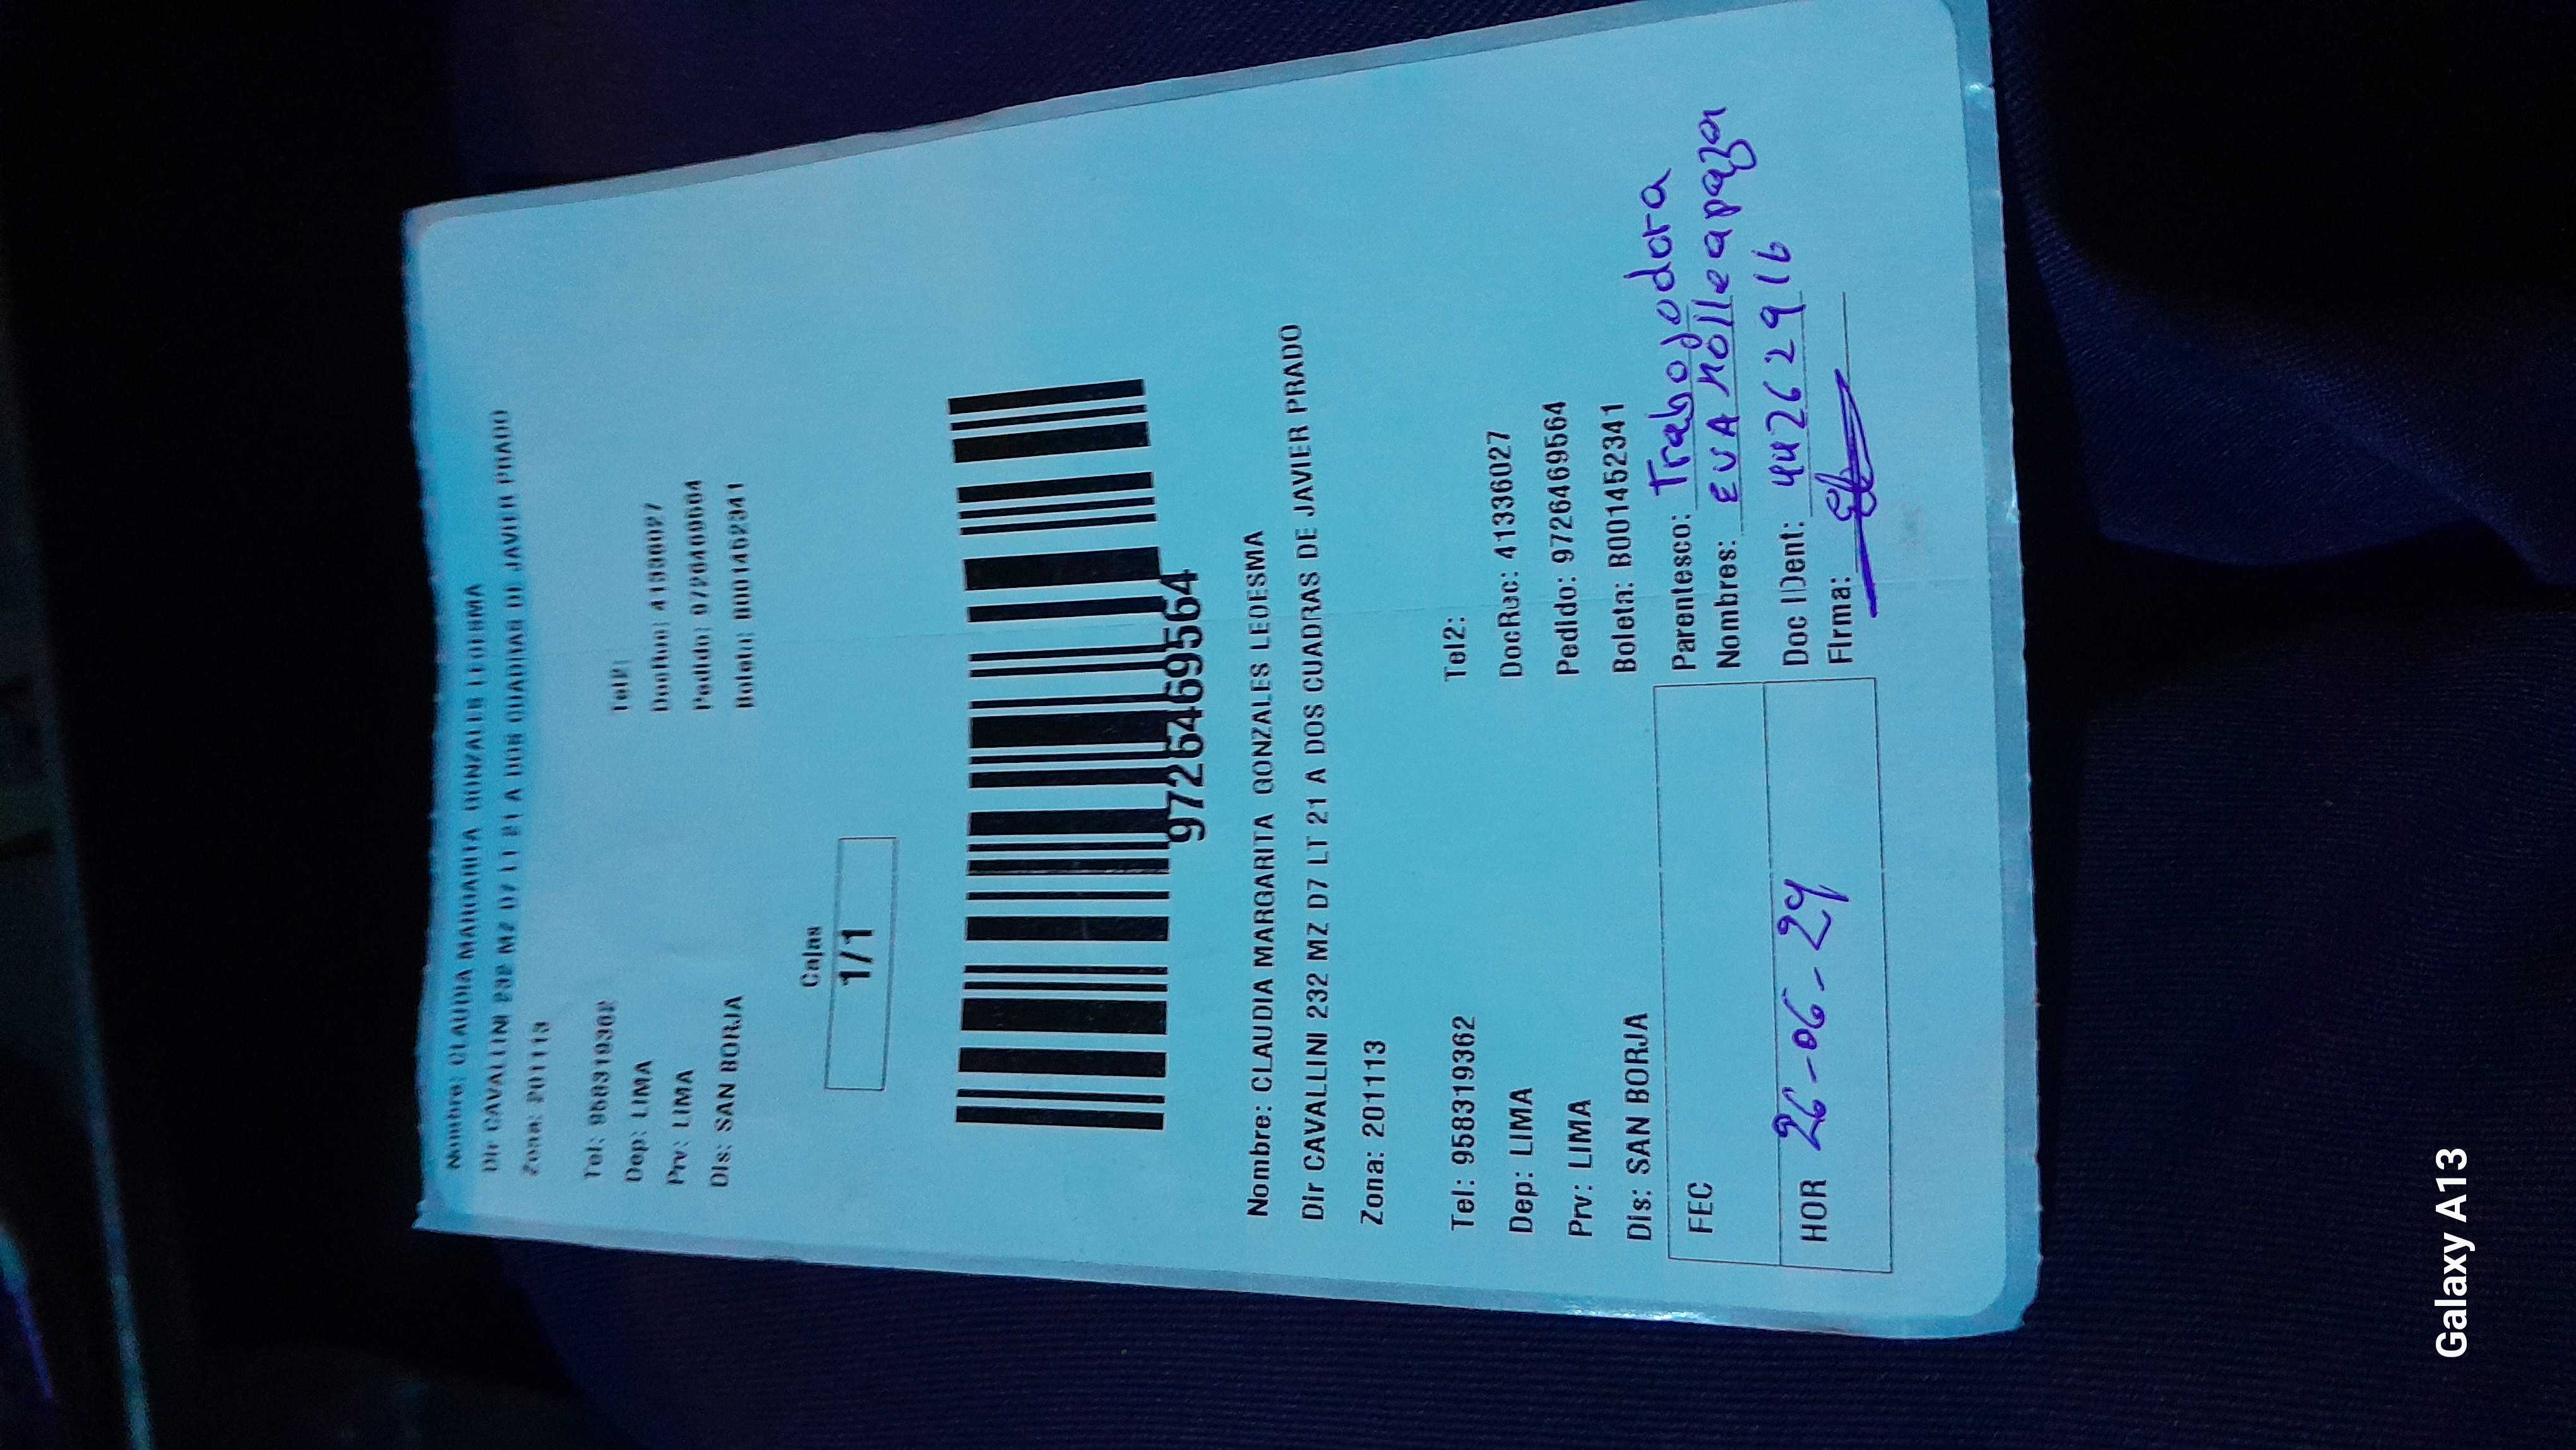 Nombre: CLAUDIA MARGARITA GONZALES LEDESMA
Dir CAVALLINI 232 MZ D7 LT 21 A DOS CUADRAS DE JAVIER PRADO
Zona: 201113
Tel: 958319362 Tel2:
Dep: LIMA DocRuc: 41336027
Prv: LIMA Pedido: 9726469564
Dis: SAN BORJA Boleta: B001452341
Cajas
1/1
9726469564
Nombre: CLAUDIA MARGARITA GONZALES LEDESMA
Dir CAVALLINI 232 MZ D7 LT 21 A DOS CUADRAS DE JAVIER PRADO
Zona: 201113
Tel: 958319362 Tel2:
Dep: LIMA DocRuc: 41336027
Prv: LIMA Pedido: 9726469564
Dis: SAN BORJA Boleta: B001452341
FEC Parentesco: Trabajodora
Nombres: EVA
HOR 26-06-24 Doc IDent: 44262916
Firma:
Galaxy A13